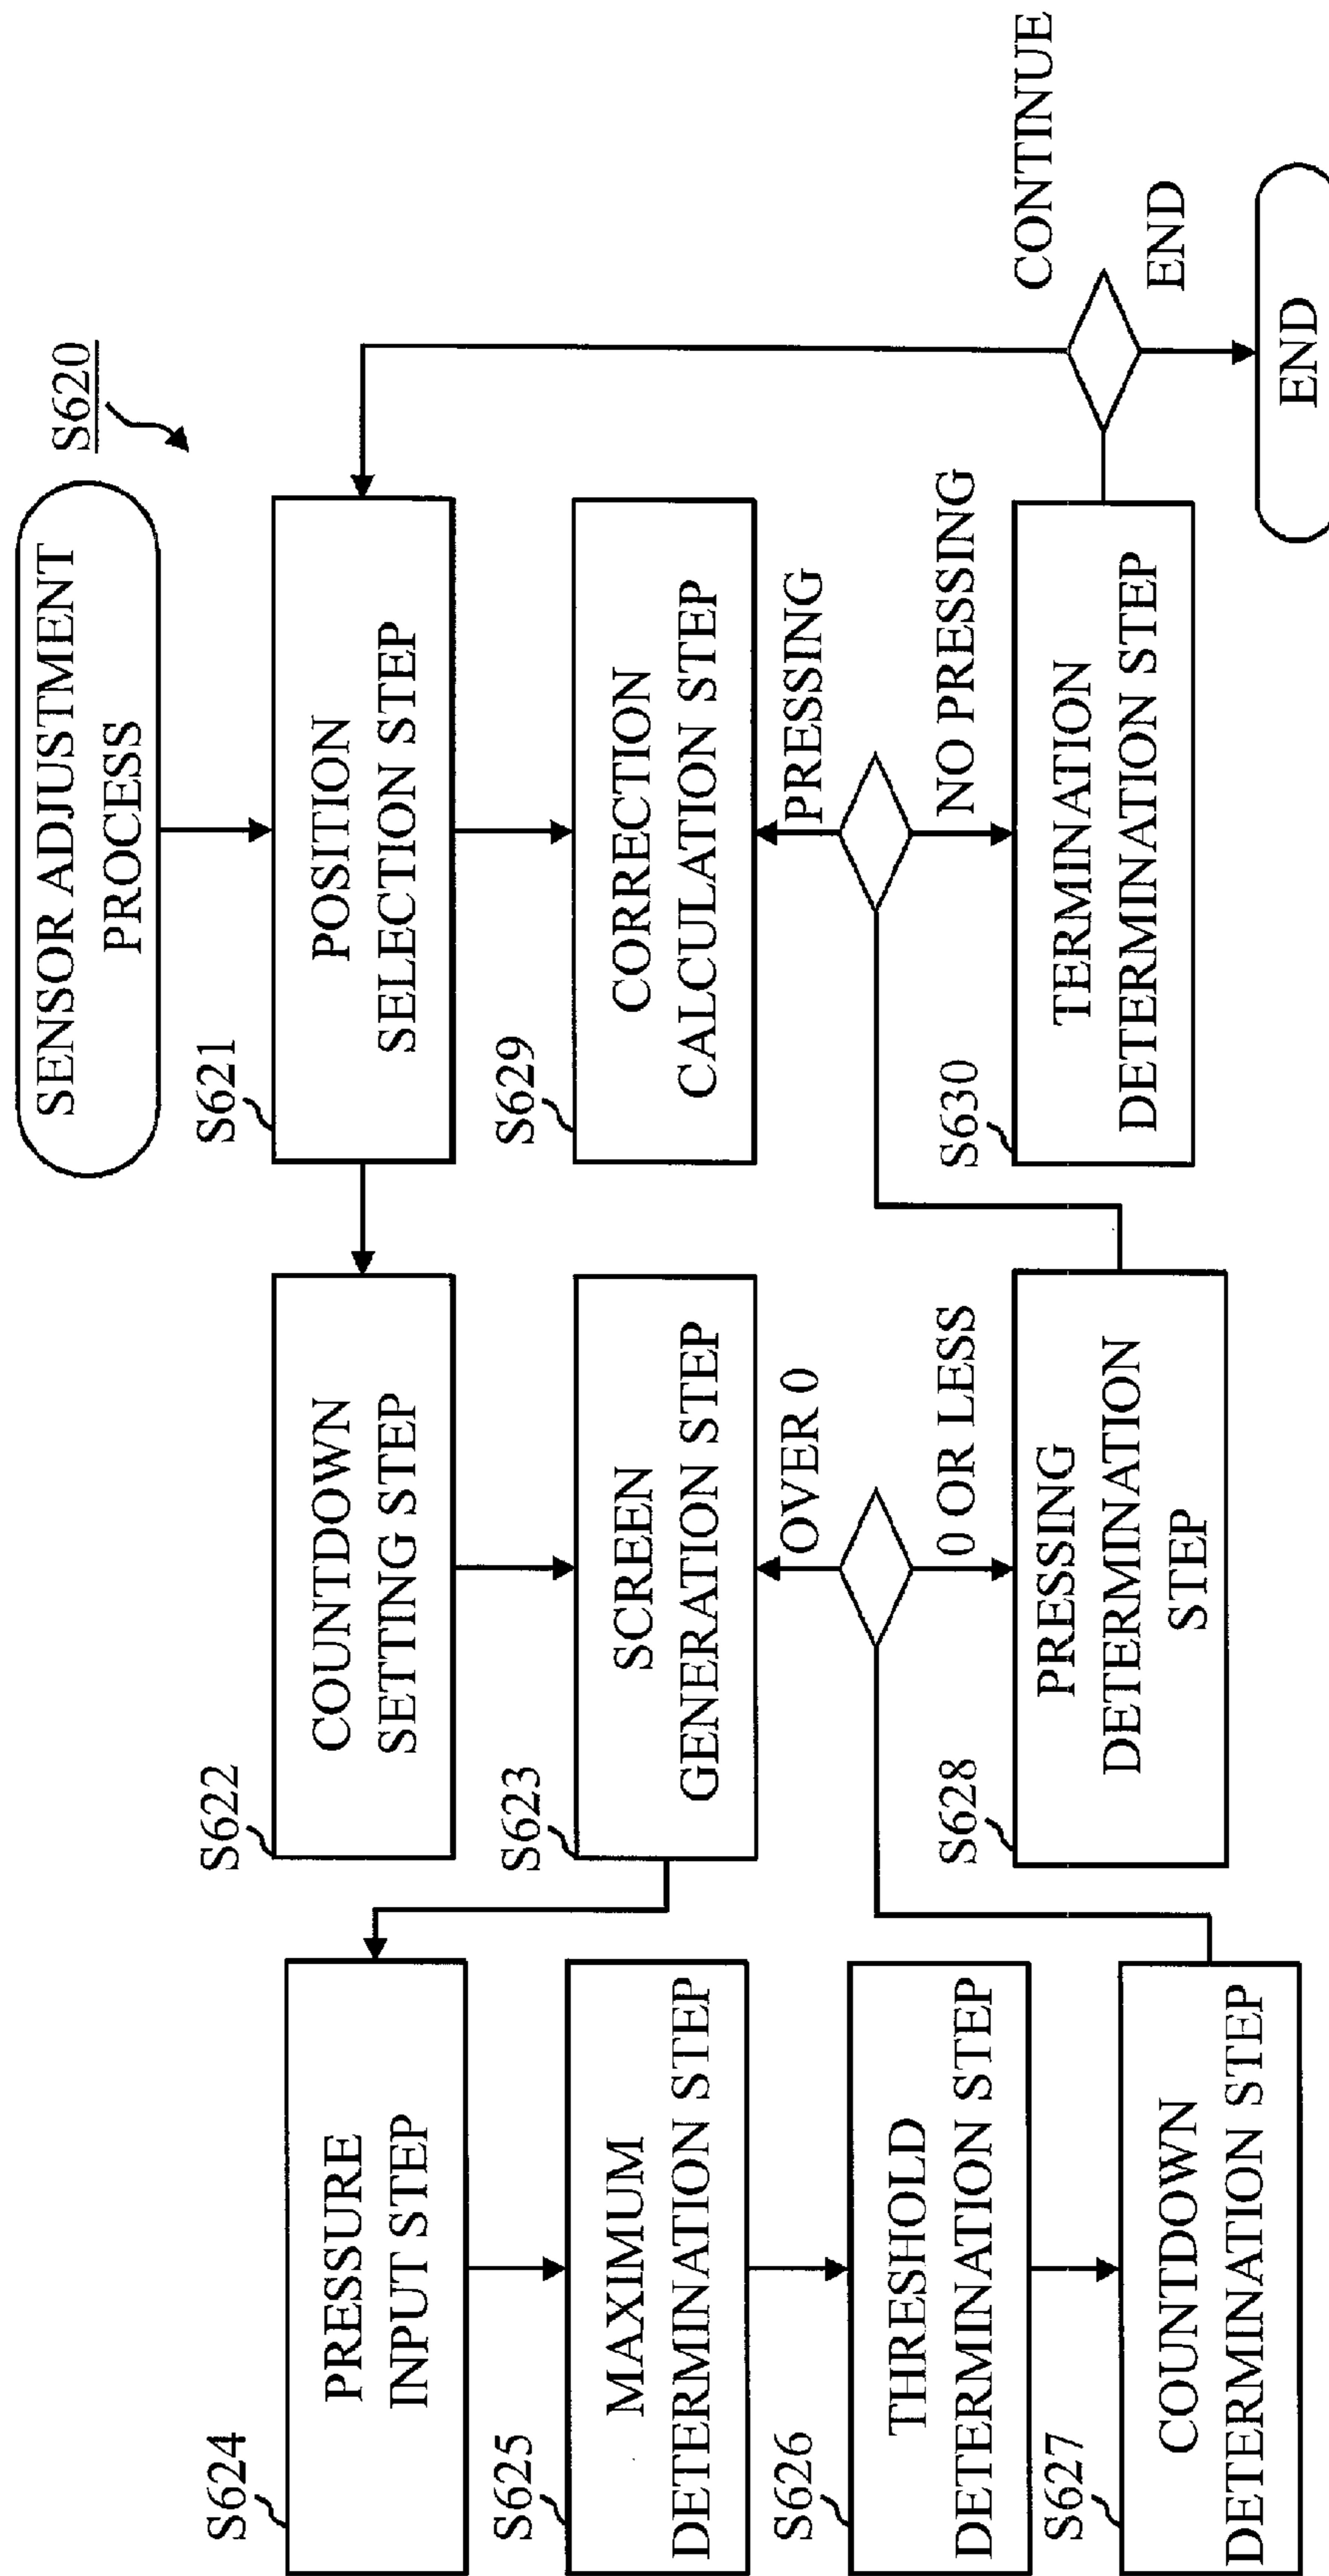 S620
SENSOR ADJUSTMENT
PROCESS
S621
POSITION
SELECTION STEP
S629
CORRECTION
CALCULATION STEP
PRESSING
NO PRESSING
S630
TERMINATION
DETERMINATION STEP
CONTINUE
END
END
S622
COUNTDOWN
SETTING STEP
S623
SCREEN
GENERATION STEP
OVER 0
0 OR LESS
S628
PRESSING
DETERMINATION
STEP
S624
PRESSURE
INPUT STEP
S625
MAXIMUM
DETERMINATION STEP
S626
THRESHOLD
DETERMINATION STEP
S627
COUNTDOWN
DETERMINATION STEP